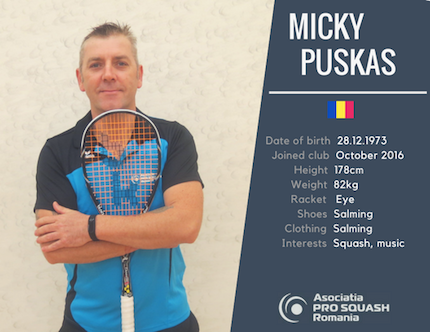 MICKY
PUSKAS
Date of birth 28.12.1973
Joined club October 2016
Height 178cm
Weight 82kg
Racket Eye
Shoes Salming
Clothing Salming
Interests Squash, music
Asociatia
PRO SQUASH
Romania